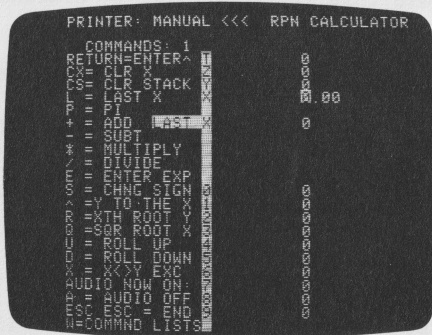 PRINTER: MANUAL <<< RPN CALCULATOR
COMMANDS: 1
RETURN=ENTER^ T 0
CX= CLR X Z 0
CS= CLR STACK Y 0
L = LAST X X 0.00
P = PI
+ = ADD LAST X 0
- = SUBT
* = MULTIPLY
/ = DIVIDE
E = ENTER EXP
S = CHNG SIGN 0 0
^ =Y TO THE X 1 0
R =XTH ROOT Y 2 0
Q =SQR ROOT X 3 0
U = ROLL UP 4 0
D = ROLL DOWN 5 0
X = X<>Y EXC 6 0
AUDIO NOW ON: 7 0
A = AUDIO OFF 8 0
ESC ESC = END 9 0
W=COMMND LISTS